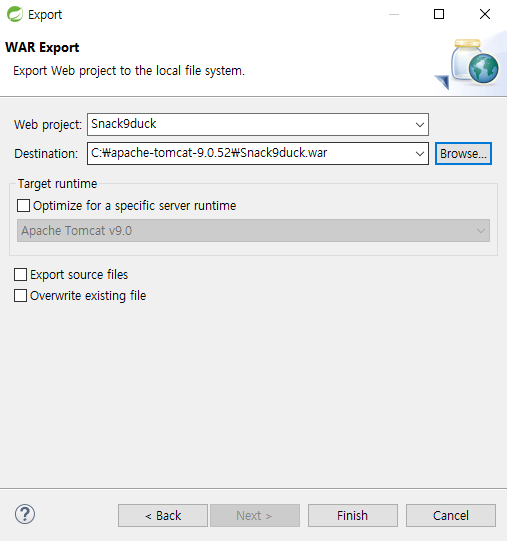 Export
WAR Export
Export Web project to the local file system.
Web project: Snack9duck
Destination: C:₩apache-tomcat-9.0.52₩Snack9duck.war Browse...
Target runtime
Optimize for a specific server runtime
Apache Tomcat v9.0
Export source files
Overwrite existing file
? < Back Next > Finish Cancel